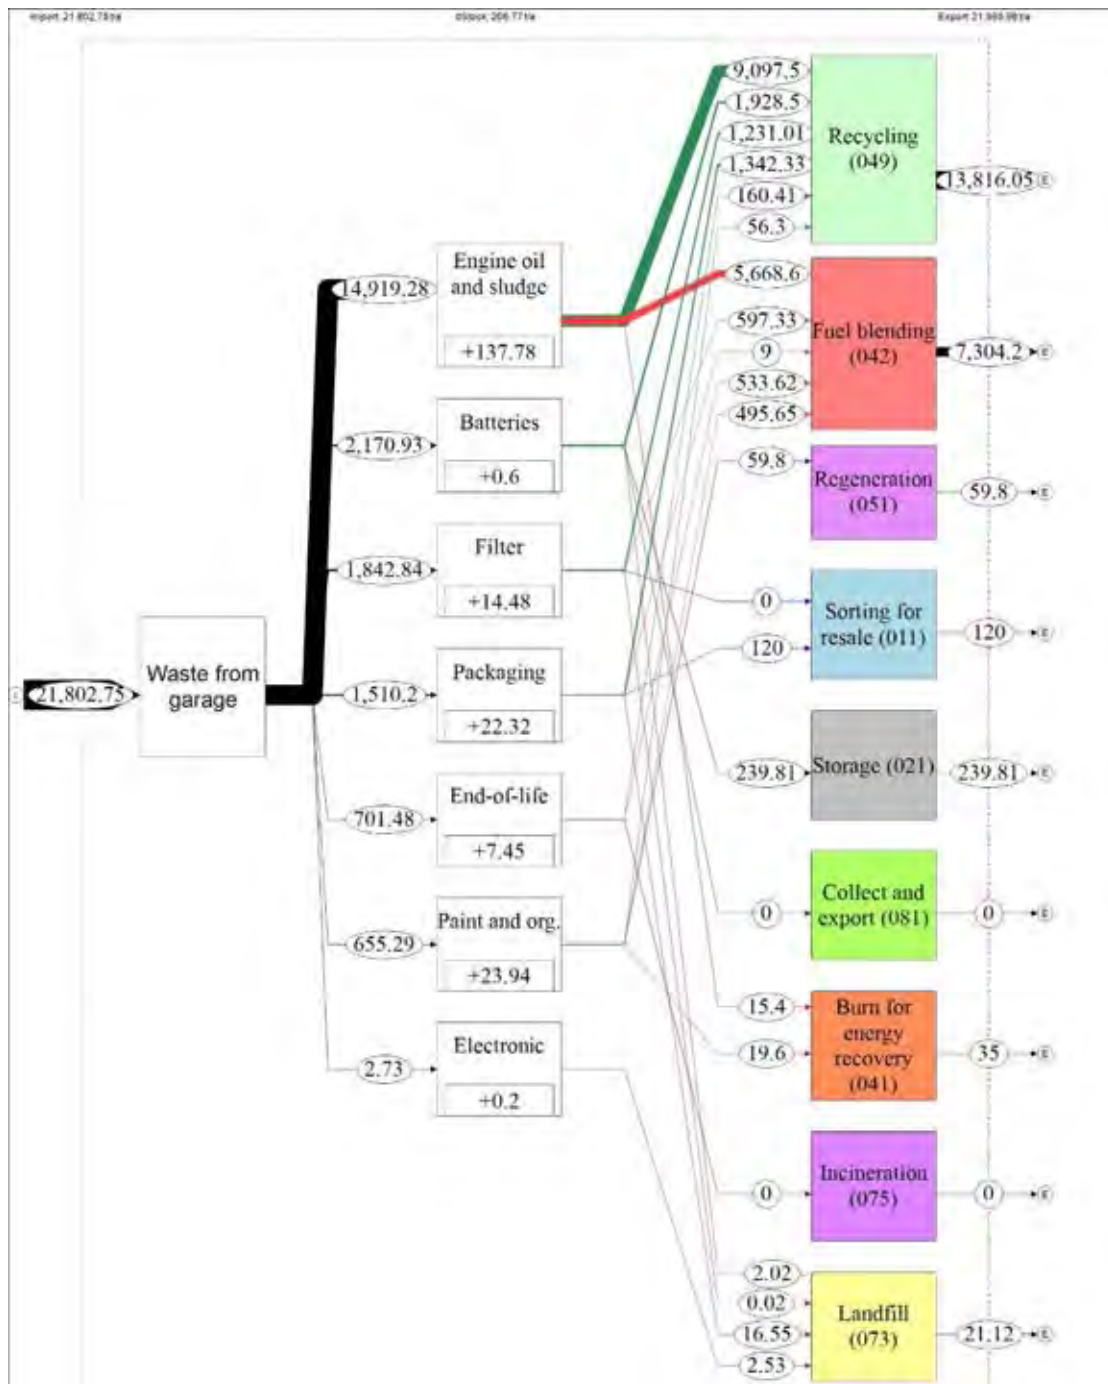 Import: 21 802.75 t/a
dStock: 206.77 t/a
9,097.5
1,928.5
1,231.01
1,342.33
160.41
56.3
Recycling
(049)
13,816.05 E
14,919.28
Engine oil
and sludge
+137.78
5,668.6
597.33
9
533.62
495.65
Fuel blending
(042)
7,304.2 E
2,170.93
Batteries
+0.6
59.8
Regeneration
(051)
59.8 E
1,842.84
Filter
+14.48
0
120
Sorting for
resale (011)
120 E
21,802.75
Waste from
garage
1,510.2
Packaging
+22.32
239.81
Storage (021)
239.81 E
701.48
End-of-life
+7.45
0
Collect and
export (081)
0 E
655.29
Paint and org.
+23.94
15.4
19.6
Burn for
energy
recovery
(041)
35 E
2.73
Electronic
+0.2
0
Incineration
(075)
0 E
2.02
0.02
16.55
2.53
Landfill
(073)
21.12 E